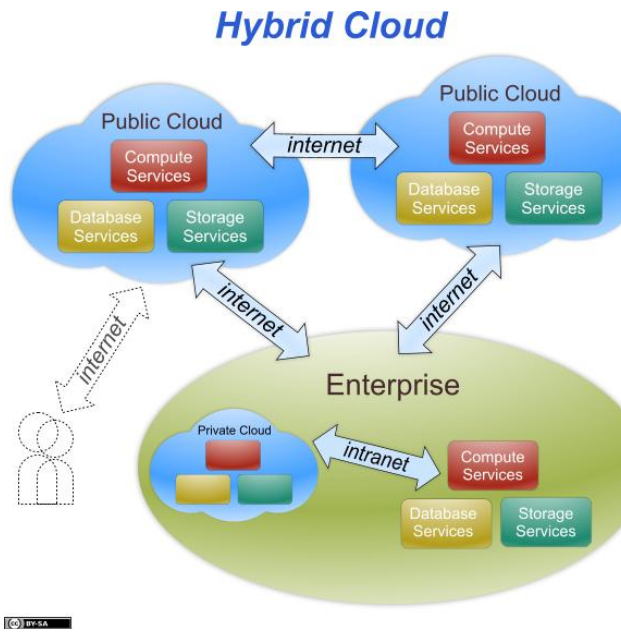 Hybrid Cloud
Public Cloud
Compute
Services
Database
Services
Storage
Services
internet
Public Cloud
Compute
Services
Database
Services
Storage
Services
internet
internet
internet
Enterprise
Private Cloud
intranet
Compute
Services
Database
Services
Storage
Services
cc BY-SA